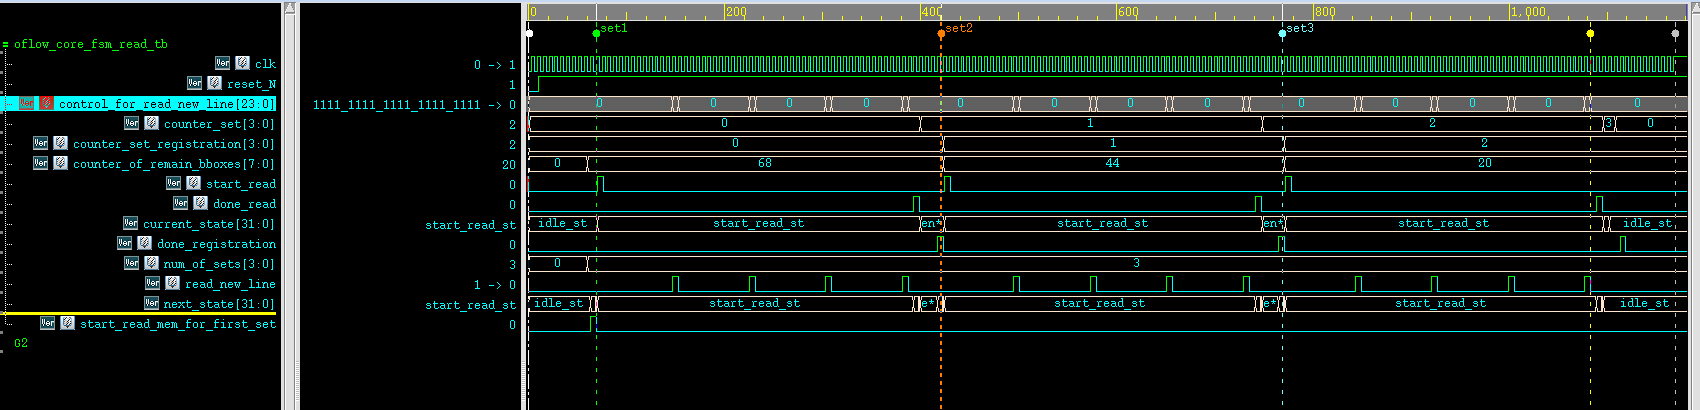 0 200 400 600 800 1,000
set1 set2 set3
= oflow_core_fsm_read_tb
Ver clk 0 -> 1
Ver reset_N 1
Ver control_for_read_new_line[23:0] 1111_1111_1111_1111_1111 -> 0 0 0 0 0 0 0 0 0 0 0 0 0 0
Ver counter_set[3:0] 2 0 1 2 3 0
Ver counter_set_registration[3:0] 2 0 1 2
Ver counter_of_remain_bboxes[7:0] 20 0 68 44 20
Ver start_read 0
Ver done_read 0
Ver current_state[31:0] start_read_st idle_st start_read_st en* start_read_st en* start_read_st idle_st
Ver done_registration 0
Ver num_of_sets[3:0] 3 0 3
Ver read_new_line 1 -> 0
Ver next_state[31:0] start_read_st idle_st start_read_st e* start_read_st e* start_read_st idle_st
Ver start_read_mem_for_first_set 0
G2